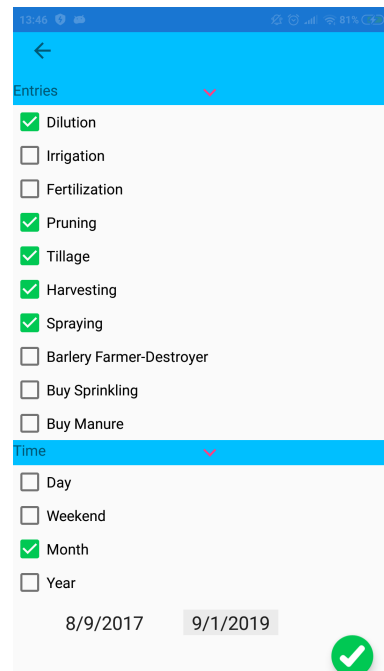 13:46 81%
Entries
Dilution
Irrigation
Fertilization
Pruning
Tillage
Harvesting
Spraying
Barlery Farmer-Destroyer
Buy Sprinkling
Buy Manure
Time
Day
Weekend
Month
Year
8/9/2017 9/1/2019